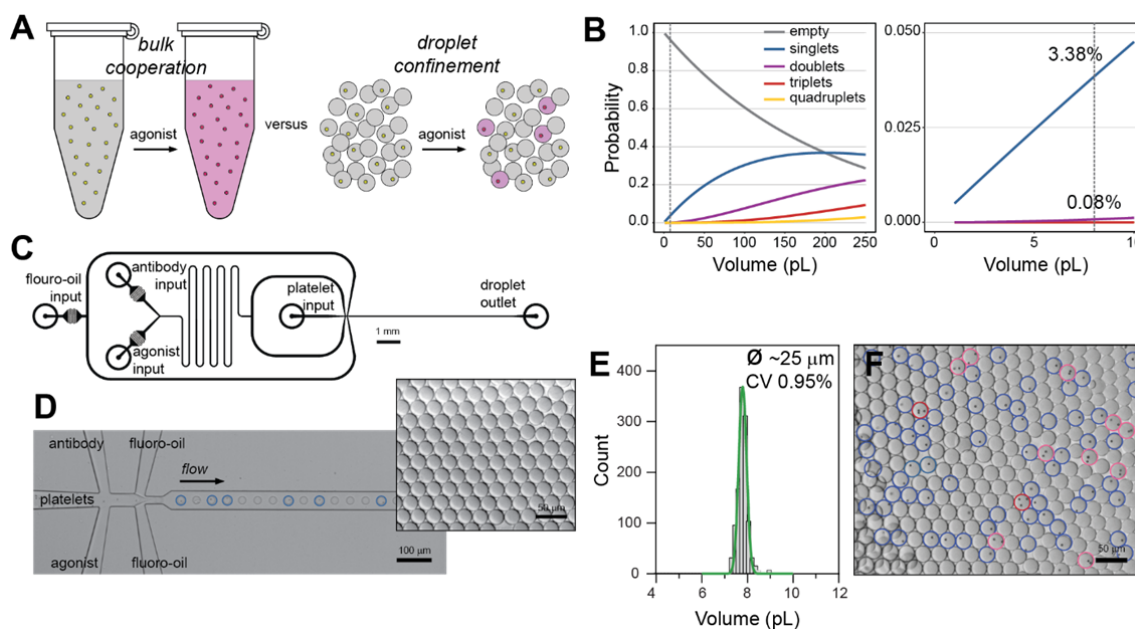 A
bulk
cooperation
agonist
versus
droplet
confinement
agonist
B
Probability
1.0
0.8
0.6
0.4
0.2
0.0
empty
singlets
doublets
triplets
quadruplets
0
50
100
150
200
250
Volume (pL)
0.050
0.025
0.000
3.38%
0.08%
0
5
10
Volume (pL)
C
flouro-oil
input
antibody
input
agonist
input
platelet
input
droplet
outlet
1 mm
D
antibody
fluoro-oil
flow
platelets
agonist
fluoro-oil
100 µm
50 µm
E
Ø ~25 µm
CV 0.95%
Count
400
300
200
100
0
4
6
8
10
12
Volume (pL)
F
50 µm